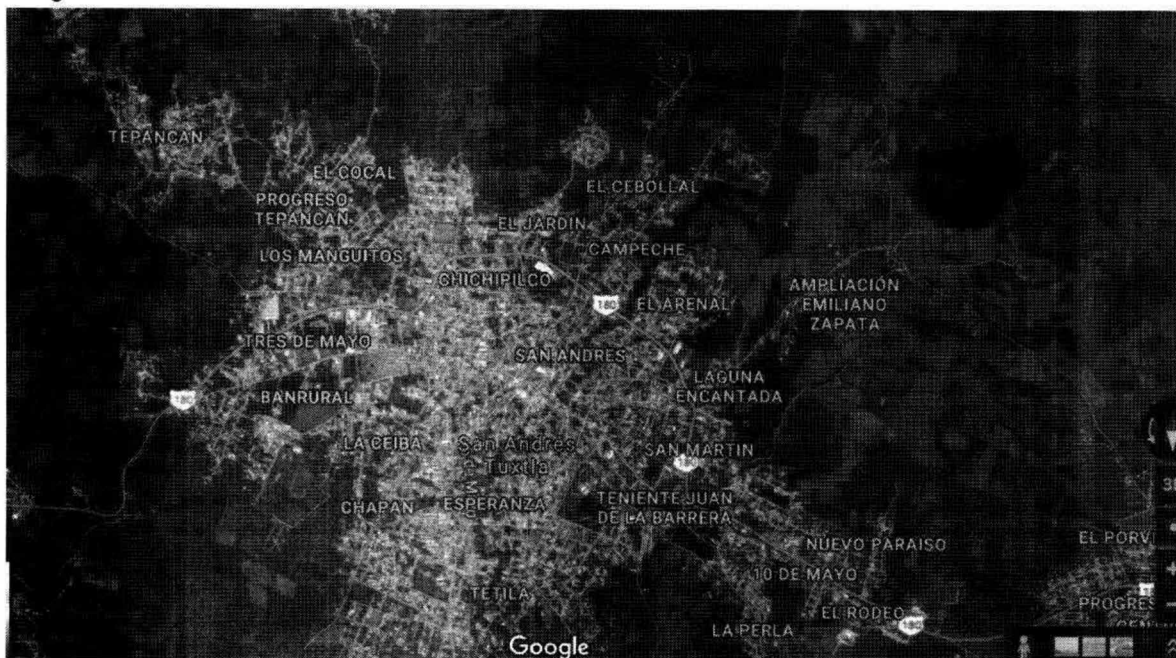 TEPANCAN
EL COCAL
EL CEBOLLAL
PROGRESO
TEPANCAN
EL JARDIN
LOS MANGUITOS
CAMPECHE
CHICHIPILCO
AMPLIACIÓN
EMILIANO
ZAPATA
180
EL ARENAL
TRES DE MAYO
SAN ANDRES
LAGUNA
ENCANTADA
180
BANRURAL
LA CEIBA
San Andrés
Tuxtla
SAN MARTIN
180
CHAPAN
ESPERANZA
TENIENTE JUAN
DE LA BARRERA
NUEVO PARAISO
EL PORV
10 DE MAYO
TETILA
EL RODEO
180
PROGRES
LA PERLA
Google